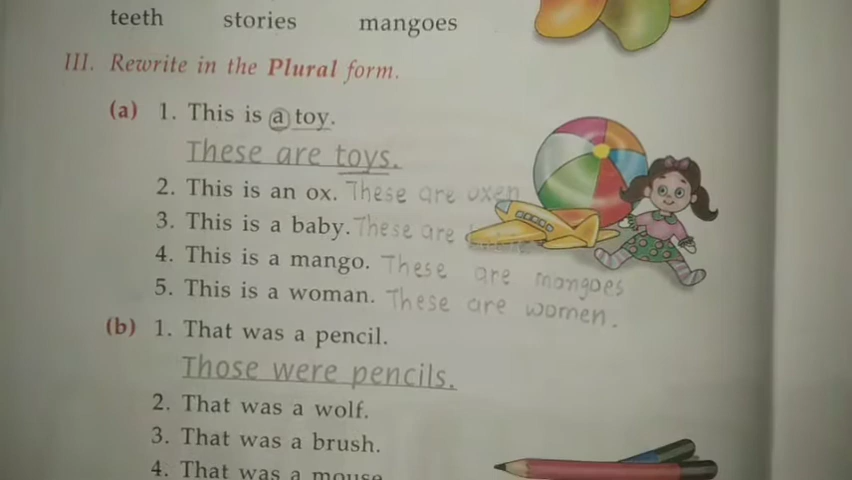 teeth stories mangoes
III. Rewrite in the Plural form.
(a) 1. This is a toy.
These are toys.
2. This is an ox. These are oxen
3. This is a baby. These are
4. This is a mango. These are mangoes
5. This is a woman. These are women.
(b) 1. That was a pencil.
Those were pencils.
2. That was a wolf.
3. That was a brush.
4. That was a mouse